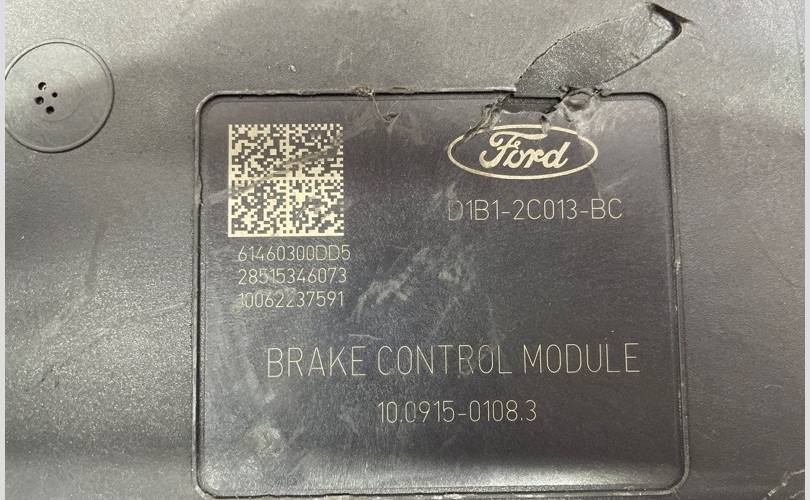 Ford
D1B1-2C013-BC
61460300DD5
28515346073
10062237591
BRAKE CONTROL MODULE
10.0915-0108.3